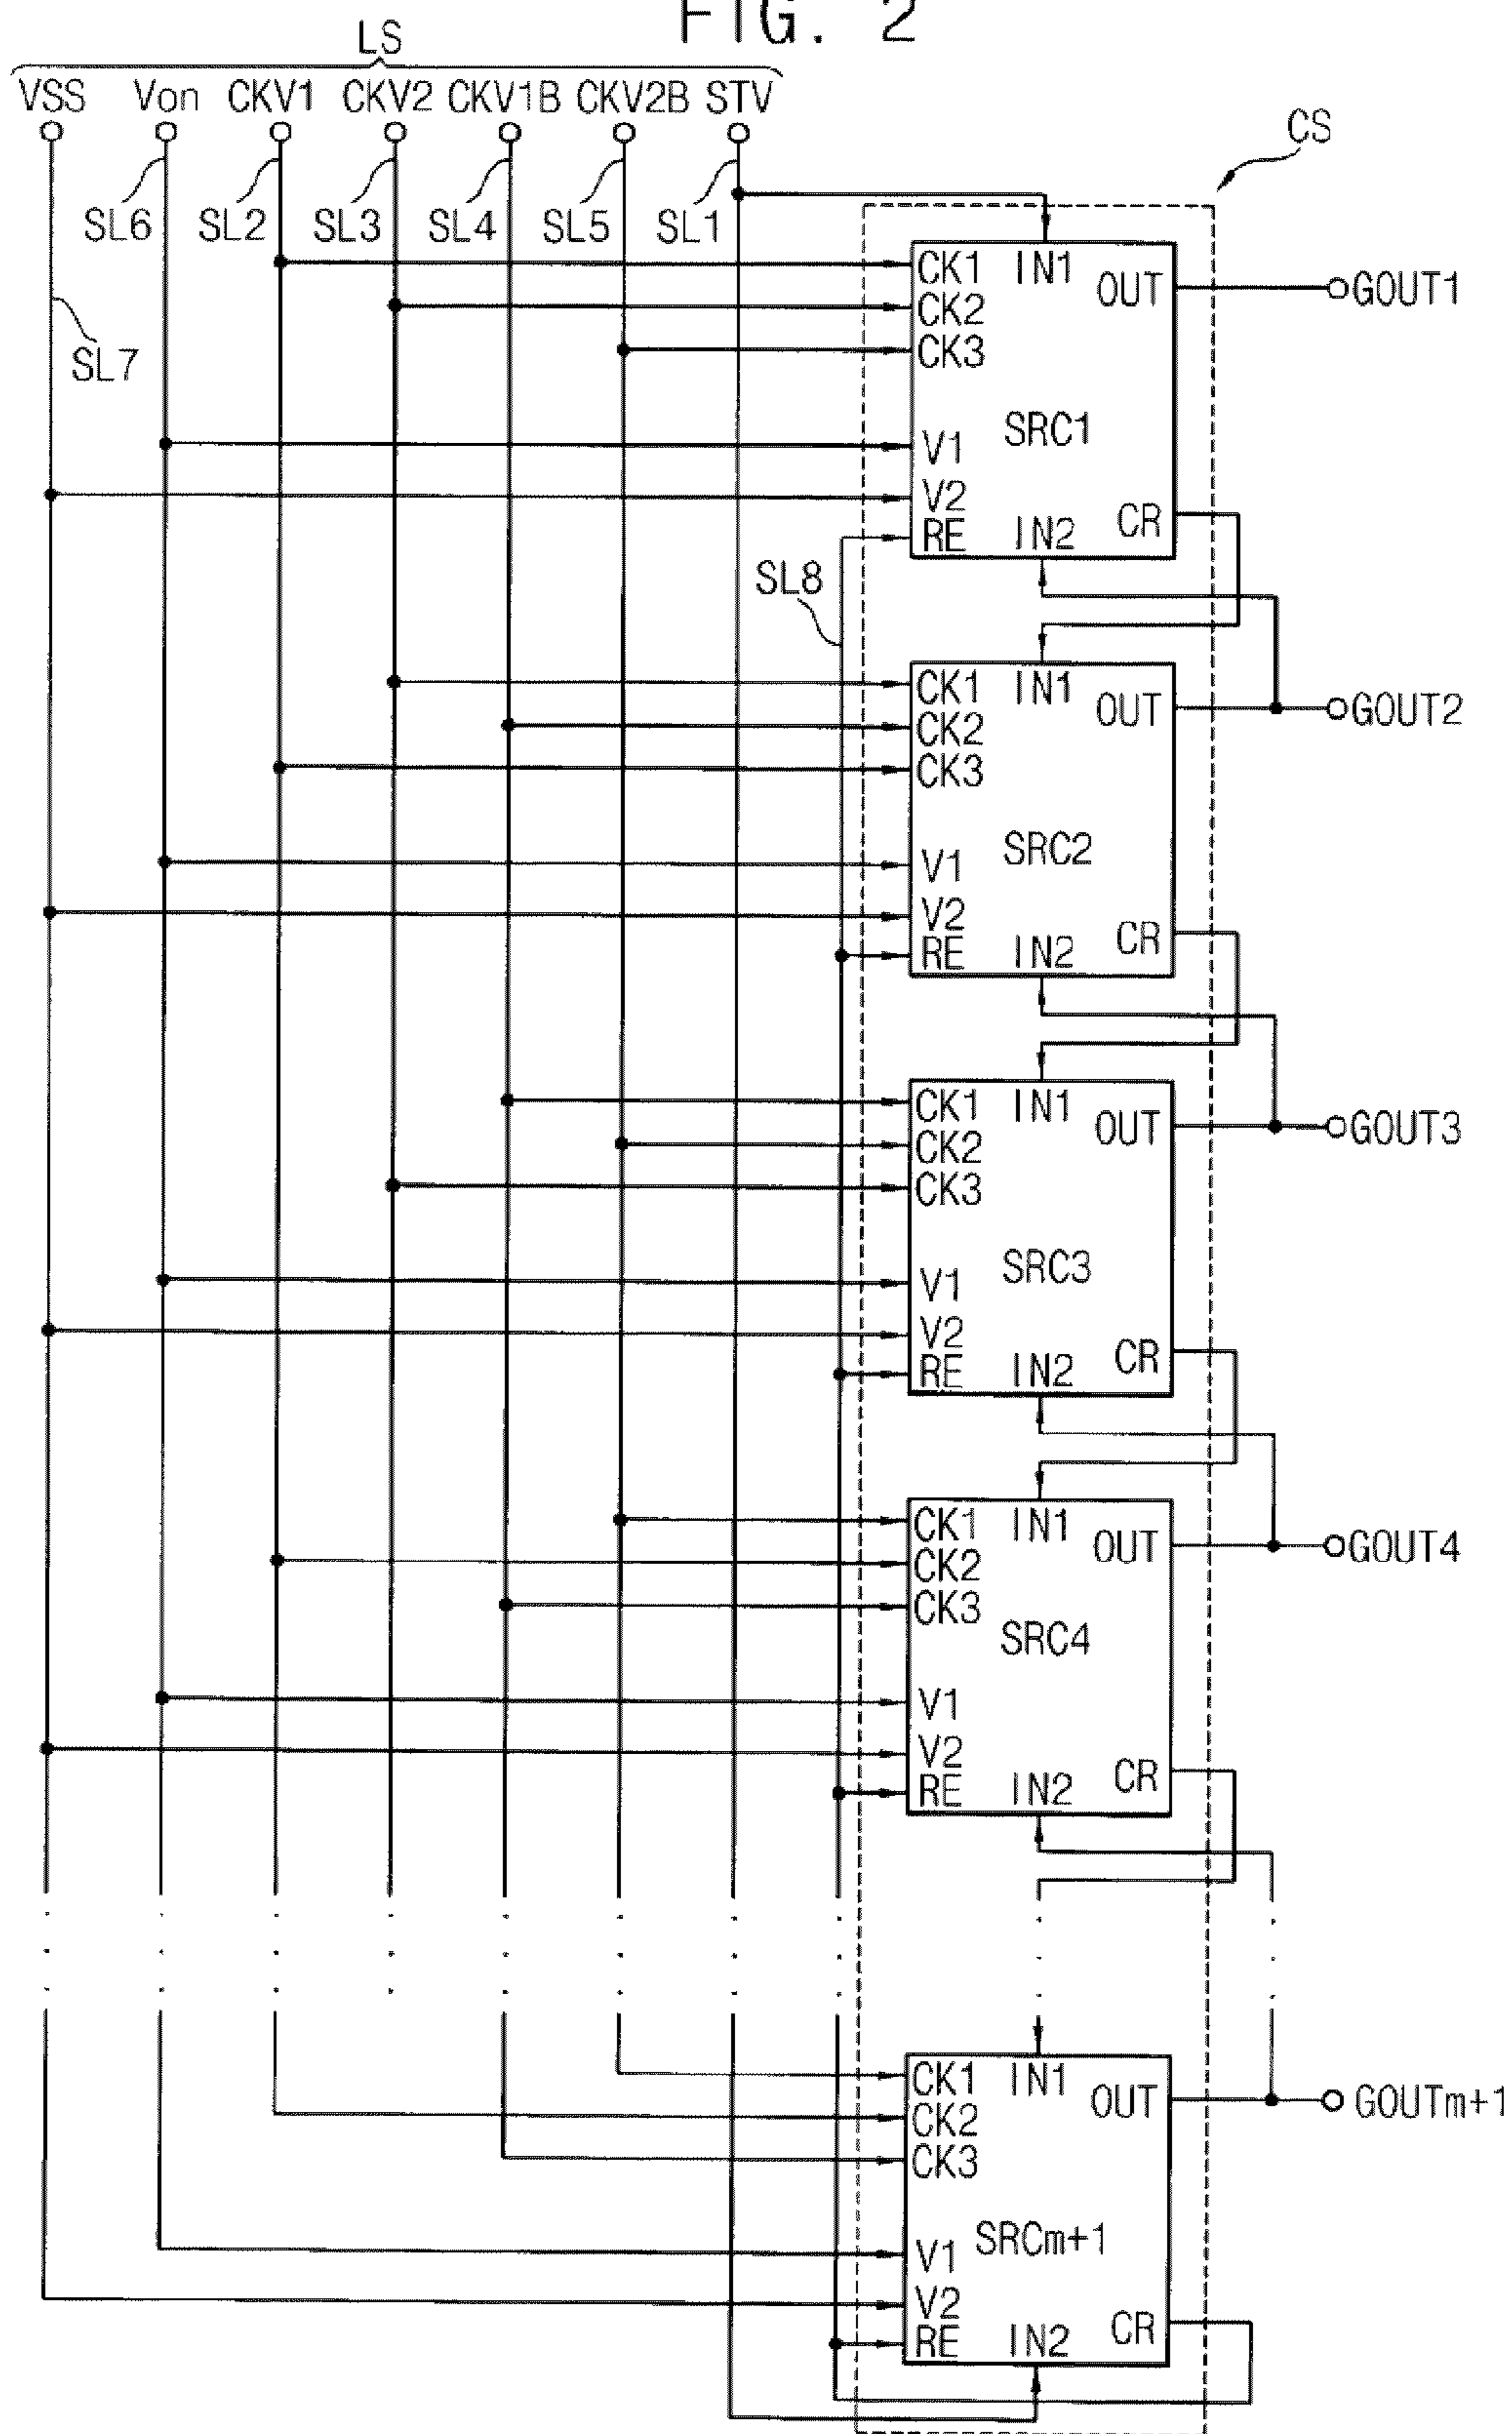 FIG. 2
LS
VSS Von CKV1 CKV2 CKV1B CKV2B STV
CS
SL6 SL2 SL3 SL4 SL5 SL1
SL7
CK1 IN1 OUT GOUT1
CK2
CK3
SRC1
V1
V2
RE IN2 CR
SL8
CK1 IN1 OUT GOUT2
CK2
CK3
SRC2
V1
V2
RE IN2 CR
CK1 IN1 OUT GOUT3
CK2
CK3
SRC3
V1
V2
RE IN2 CR
CK1 IN1 OUT GOUT4
CK2
CK3
SRC4
V1
V2
RE IN2 CR
CK1 IN1 OUT GOUTm+1
CK2
CK3
SRCm+1
V1
V2
RE IN2 CR